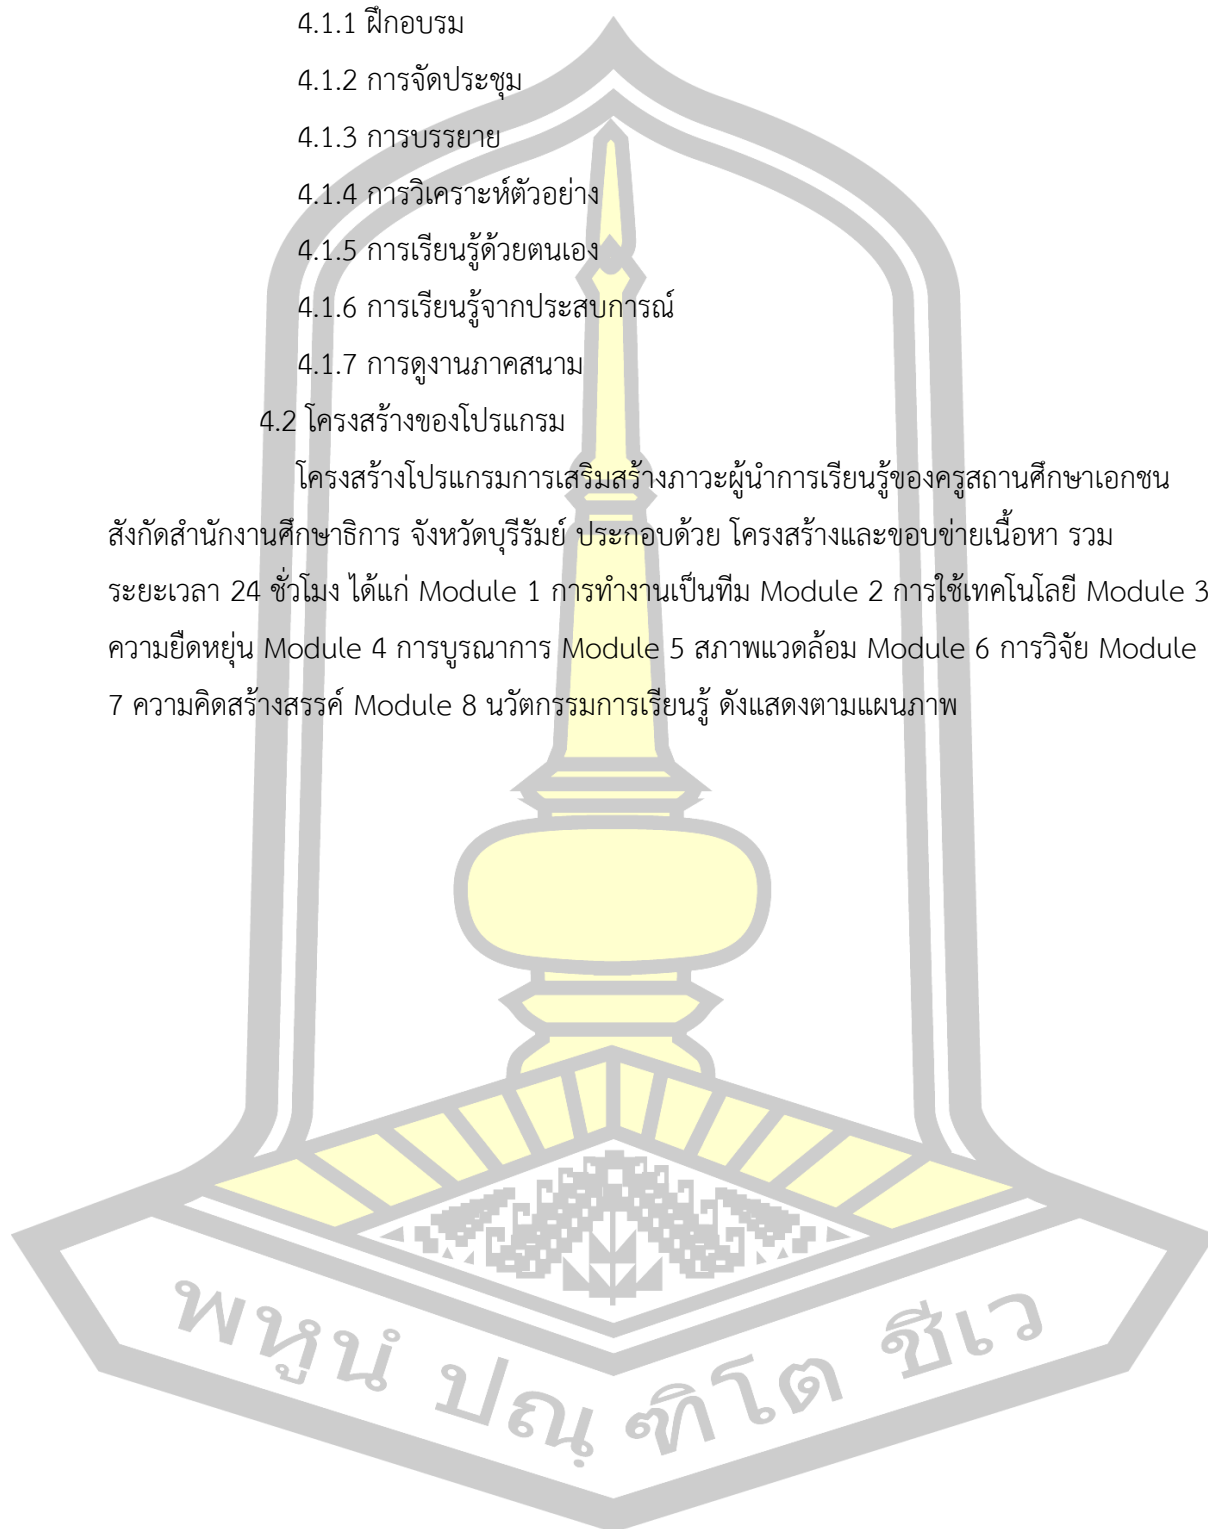 4.1.1 ฝึกอบรม
4.1.2 การจัดประชุม
4.1.3 การบรรยาย
4.1.4 การวิเคราะห์ตัวอย่าง
4.1.5 การเรียนรู้ด้วยตนเอง
4.1.6 การเรียนรู้จากประสบการณ์
4.1.7 การดูงานภาคสนาม
4.2 โครงสร้างของโปรแกรม
โครงสร้างโปรแกรมการเสริมสร้างภาวะผู้นำการเรียนรู้ของครูสถานศึกษาเอกชน
สังกัดสำนักงานศึกษาธิการ จังหวัดบุรีรัมย์ ประกอบด้วย โครงสร้างและขอบข่ายเนื้อหา รวม
ระยะเวลา 24 ชั่วโมง ได้แก่ Module 1 การทำงานเป็นทีม Module 2 การใช้เทคโนโลยี Module 3
ความยืดหยุ่น Module 4 การบูรณาการ Module 5 สภาพแวดล้อม Module 6 การวิจัย Module
7 ความคิดสร้างสรรค์ Module 8 นวัตกรรมการเรียนรู้ ดังแสดงตามแผนภาพ
พหูนํ ปณฺ ฑิโต ชีเว